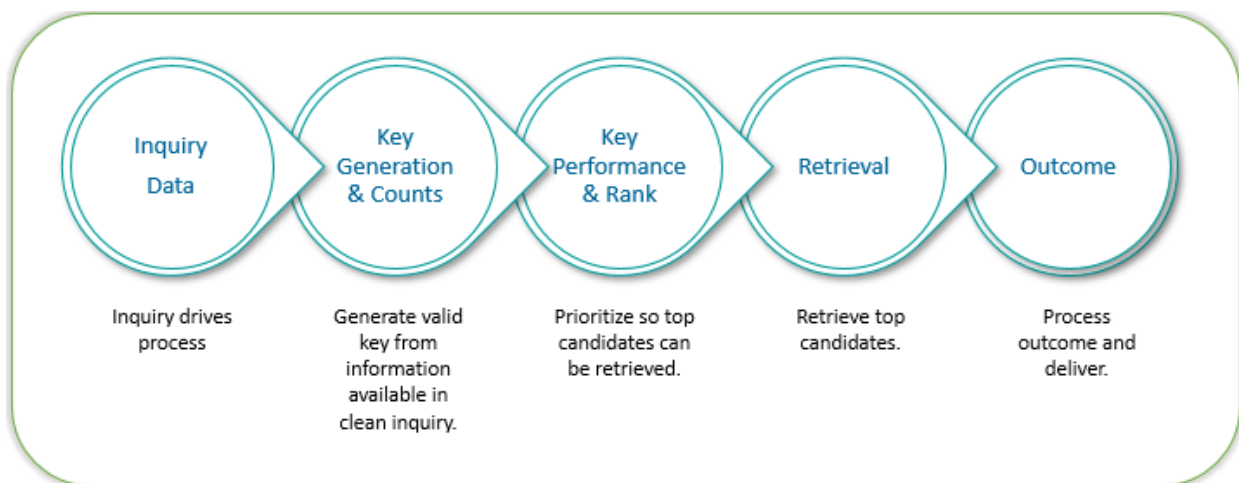 Inquiry
Data
Key
Generation
& Counts
Key
Performance
& Rank
Retrieval
Outcome
Inquiry drives
process
Generate valid
key from
information
available in
clean inquiry.
Prioritize so top
candidates can
be retrieved.
Retrieve top
candidates.
Process
outcome and
deliver.